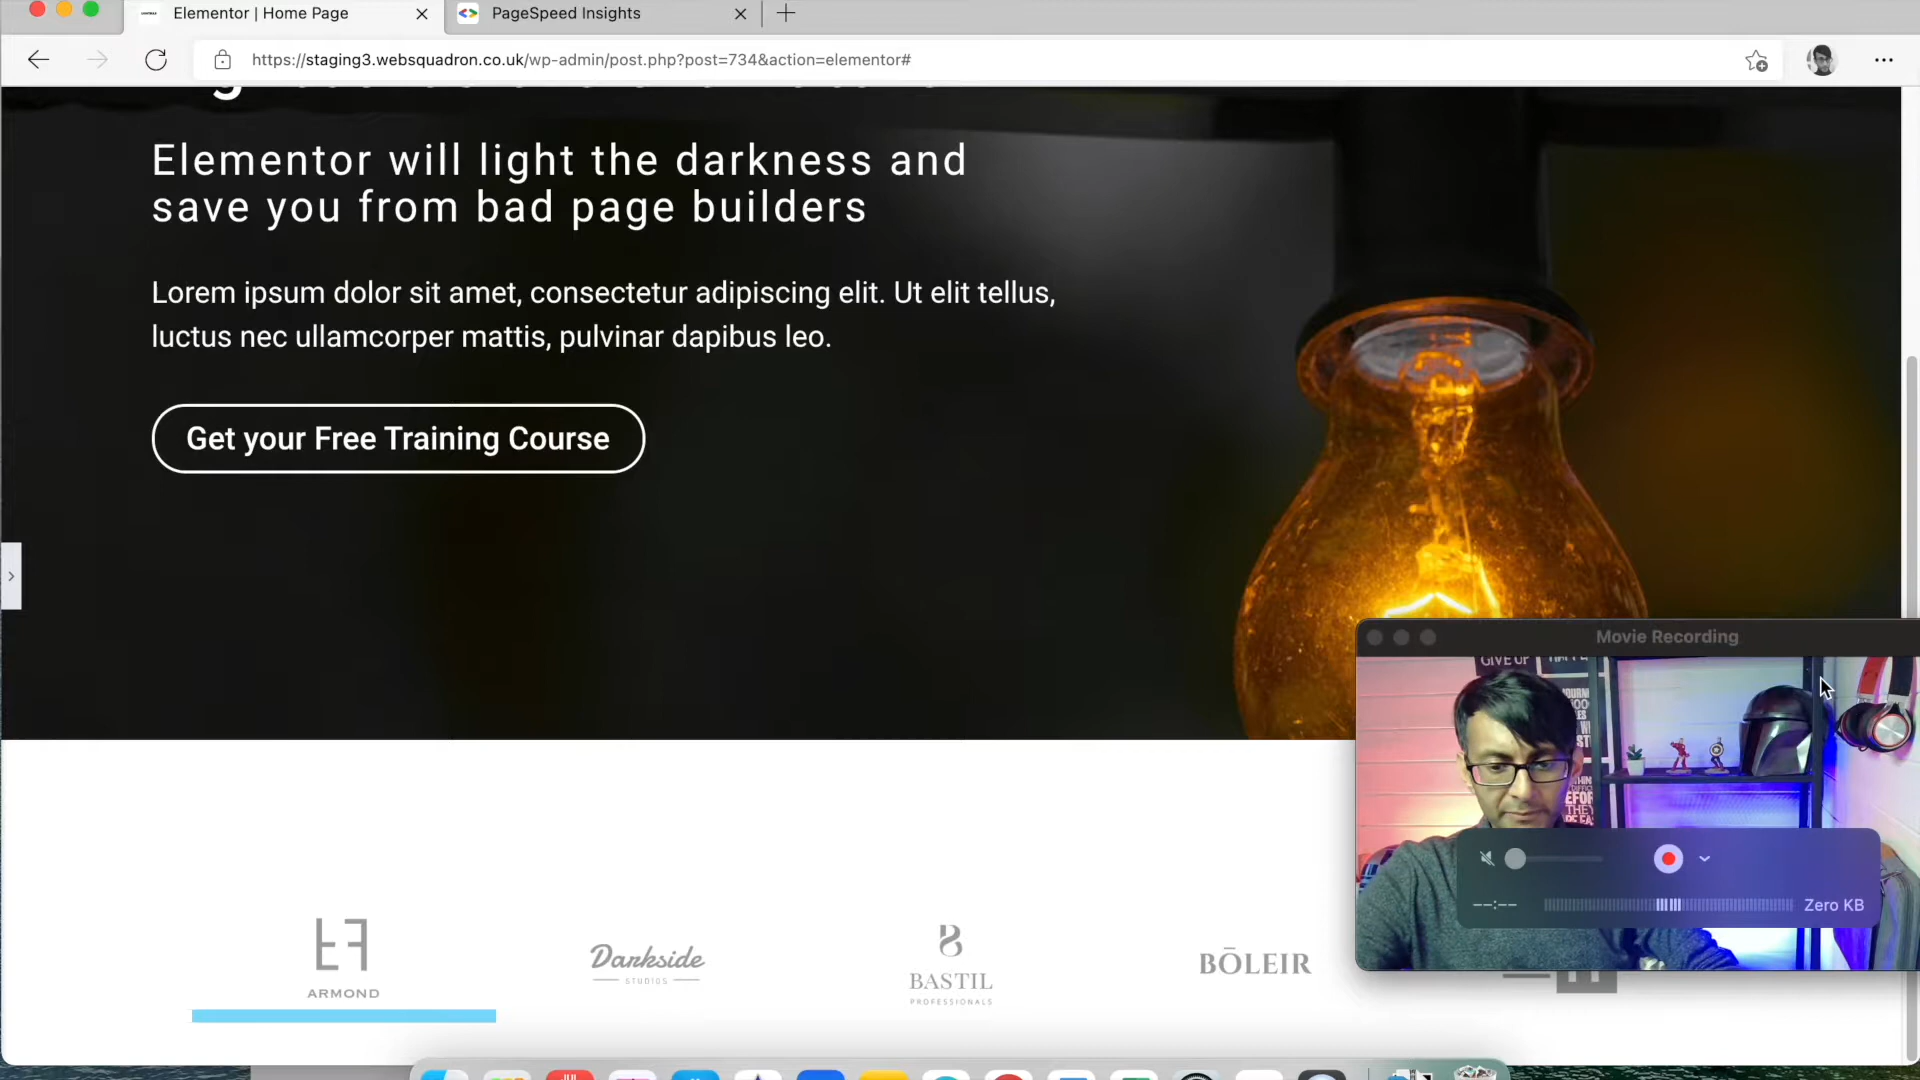 Elementor | Home Page
PageSpeed Insights
https://staging3.websquadron.co.uk/wp-admin/post.php?post=734&action=elementor#
Elementor will light the darkness and
save you from bad page builders
Lorem ipsum dolor sit amet, consectetur adipiscing elit. Ut elit tellus,
luctus nec ullamcorper mattis, pulvinar dapibus leo.
Get your Free Training Course
Movie Recording
GIVE UP
--:--
Zero KB
ARMOND
Darkside
STUDIOS
BASTIL
PROFESSIONALS
BŌLEIR